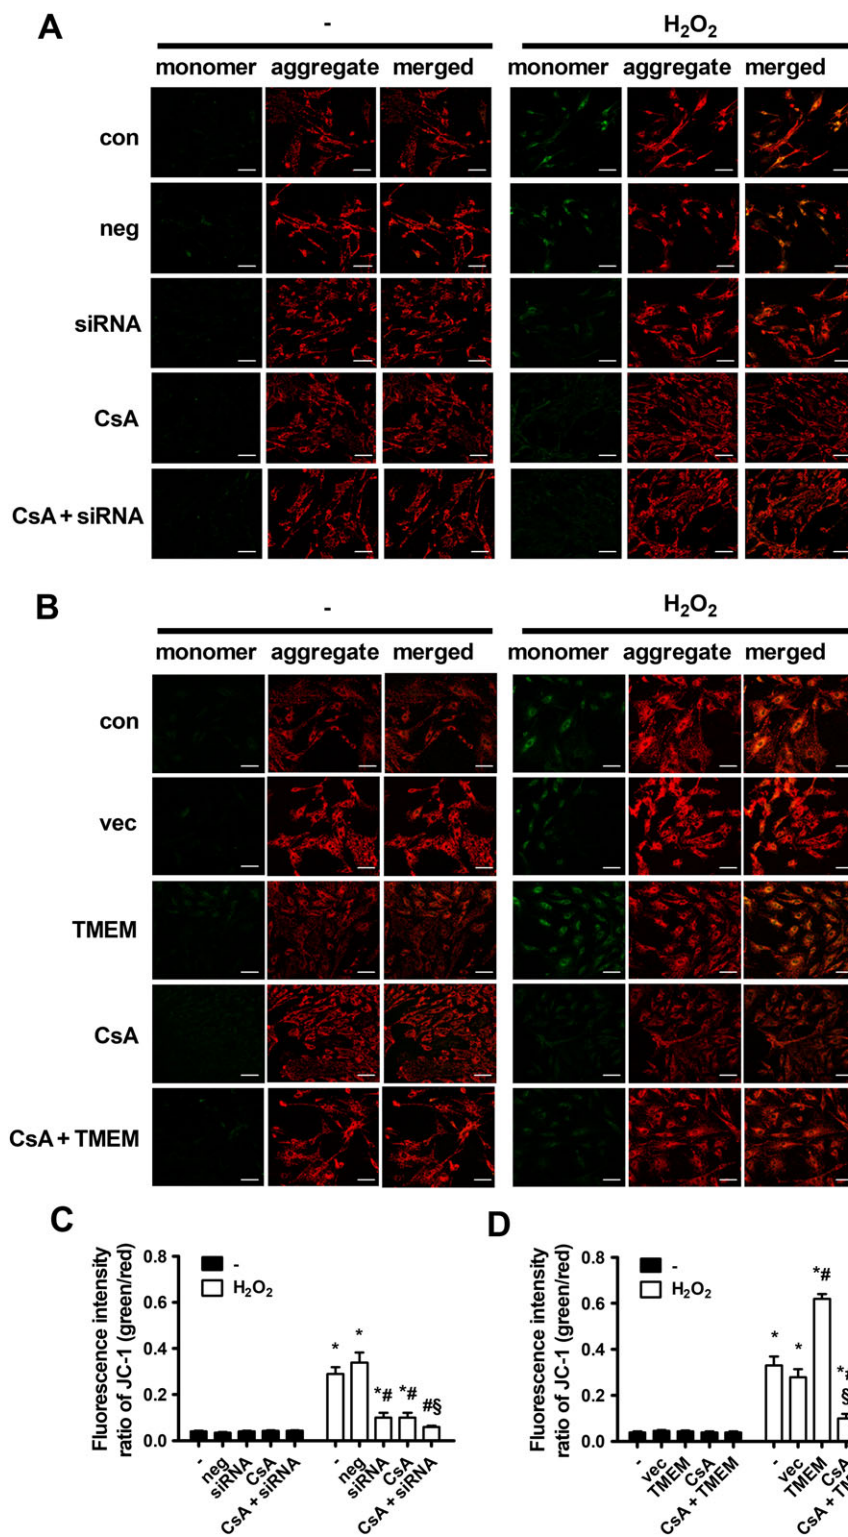 A
-
H₂O₂
monomer aggregate merged monomer aggregate merged
con
neg
siRNA
CsA
CsA + siRNA
B
-
H₂O₂
monomer aggregate merged monomer aggregate merged
con
vec
TMEM
CsA
CsA + TMEM
C
Fluorescence intensity
ratio of JC-1 (green/red)
0.8
0.6
0.4
0.2
0.0
-
H₂O₂
* * *# *# #§
- neg siRNA CsA CsA + siRNA - neg siRNA CsA CsA + siRNA
D
Fluorescence intensity
ratio of JC-1 (green/red)
0.8
0.6
0.4
0.2
0.0
-
H₂O₂
* * *#
§
- vec TMEM CsA CsA + TMEM - vec TMEM CsA